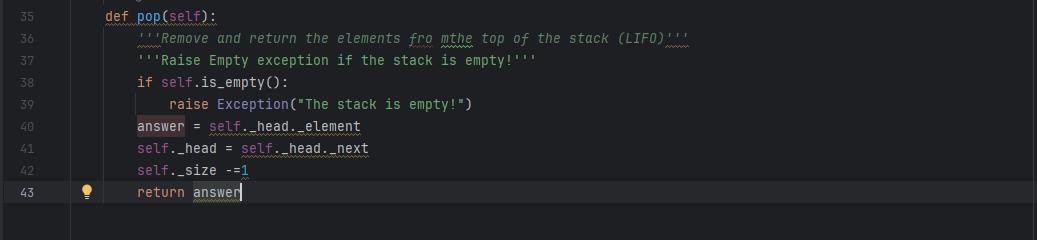 35 def pop(self):
36 '''Remove and return the elements fro mthe top of the stack (LIFO)'''
37 '''Raise Empty exception if the stack is empty!'''
38 if self.is_empty():
39 raise Exception("The stack is empty!")
40 answer = self._head._element
41 self._head = self._head._next
42 self._size -=1
43 return answer